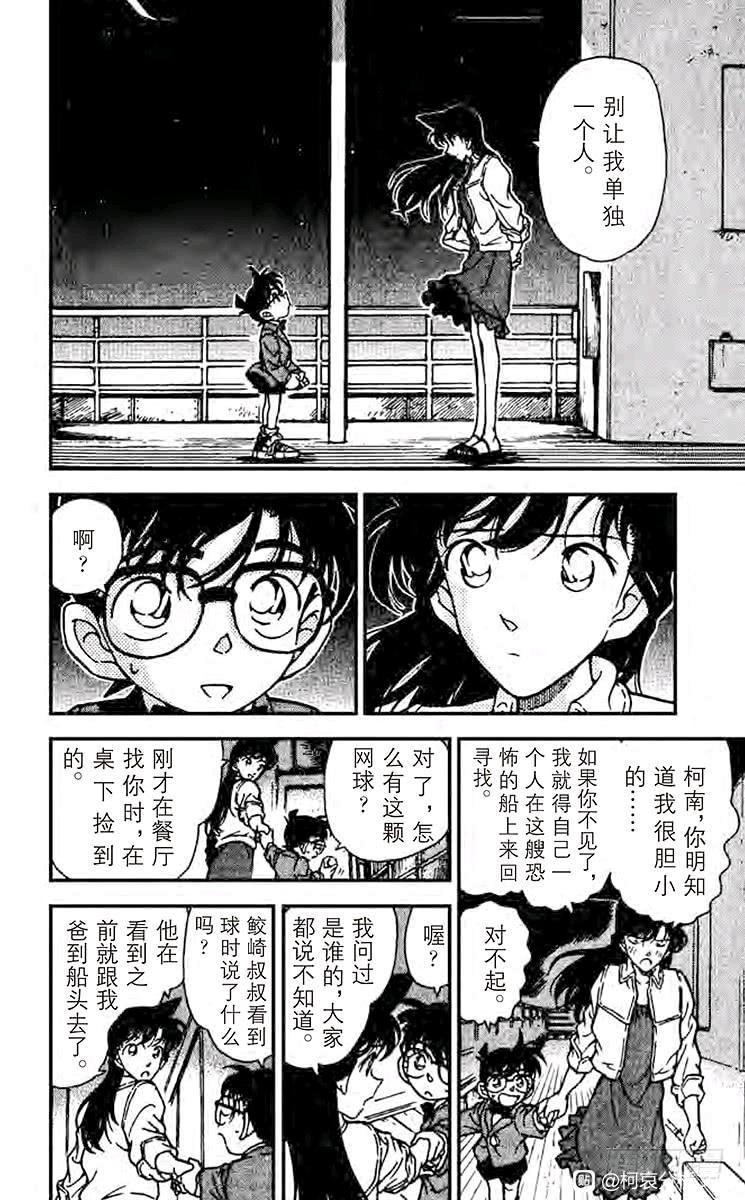 别让我单独
一个人。
啊？
柯南，你明知
道我很胆小
的……
如果你不见了，
我就得自己一
个人在这艘恐
怖的船上来回
寻找。
对不起。
对了，怎
么有这颗
网球？
刚才在餐厅
找你时，在
桌下捡到
的。
喔？
我问过
是谁的，大家
都说不知道。
鲛崎叔叔看到
球时说了什么
吗？
他在
看到之
前就跟我
爸到船头去了。
@柯哀分